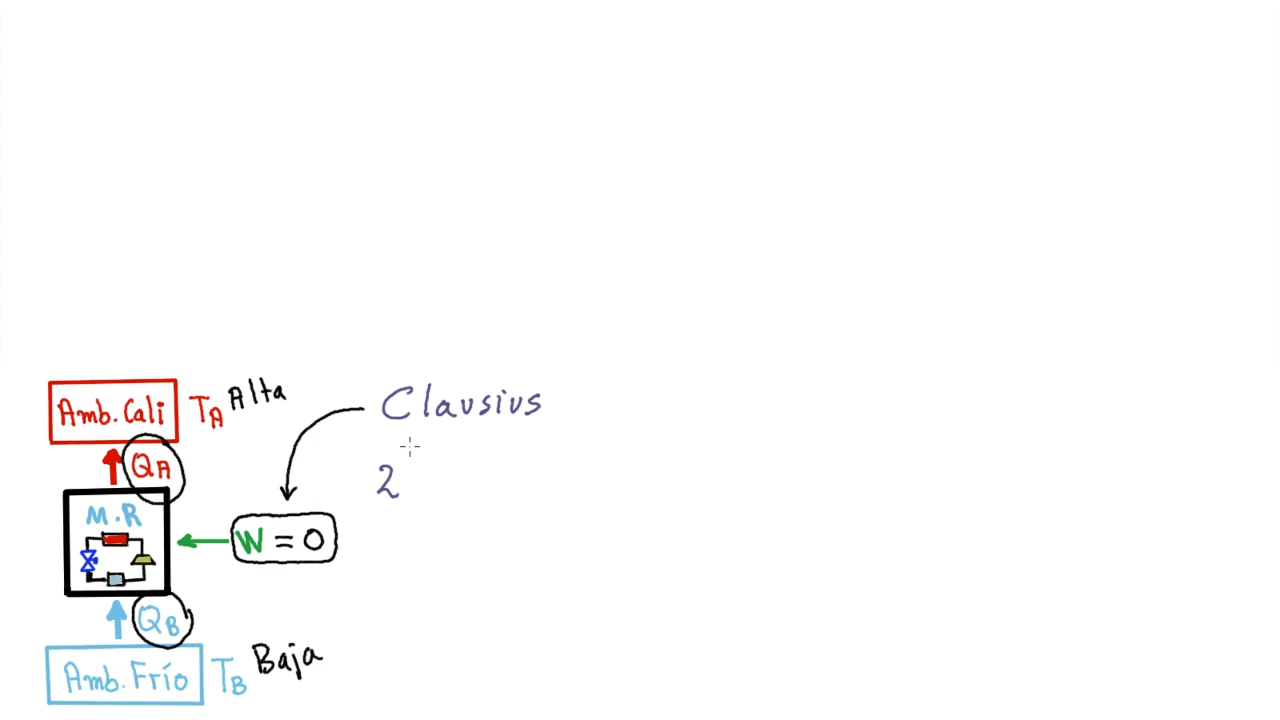 Amb. Cali TA Alta
Clausius
QA
2
M.R
W = 0
QB
Amb. Frío TB Baja